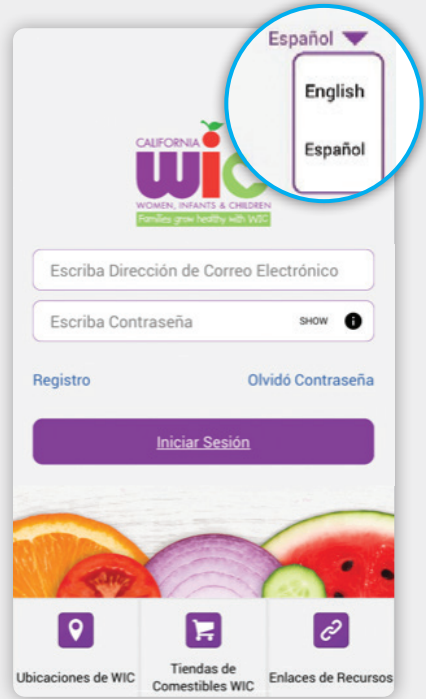 Español
English
Español
CALIFORNIA
WIC
WOMEN, INFANTS & CHILDREN
Families grow healthy with WIC
Escriba Dirección de Correo Electrónico
Escriba Contraseña SHOW i
Registro Olvidó Contraseña
Iniciar Sesión
Ubicaciones de WIC
Tiendas de
Comestibles WIC
Enlaces de Recursos